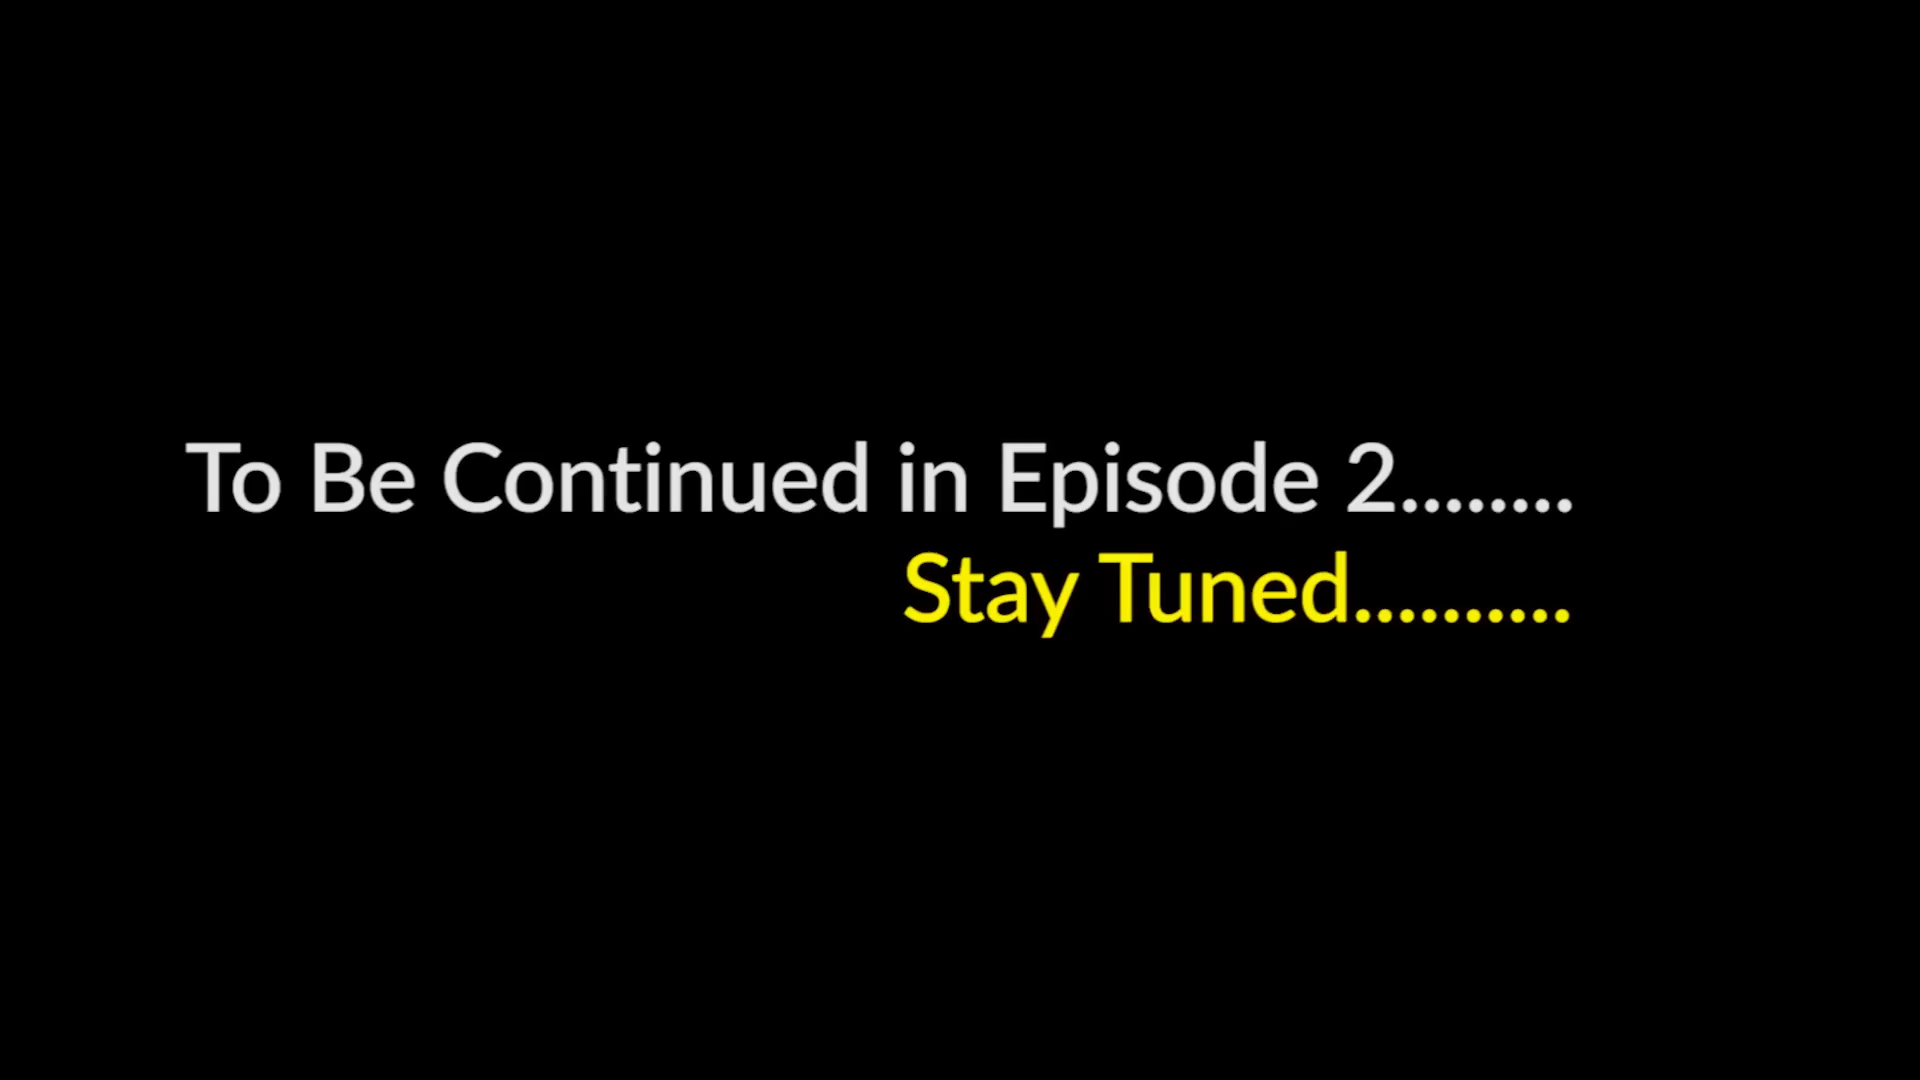 To Be Continued in Episode 2........
Stay Tuned..........